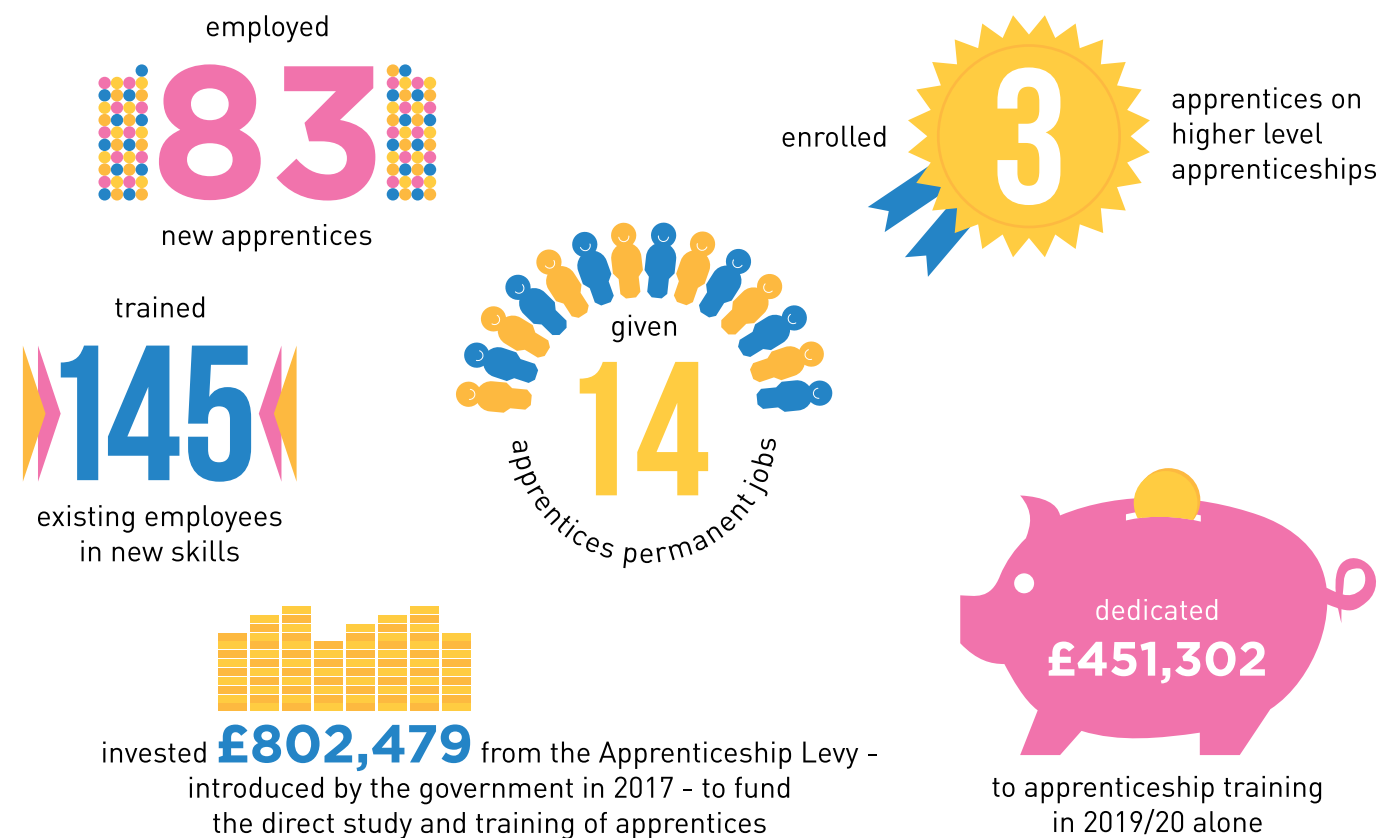 employed
83
new apprentices
enrolled
3
apprentices on
higher level
apprenticeships
trained
145
existing employees
in new skills
given
14
apprentices permanent jobs
invested £802,479 from the Apprenticeship Levy -
introduced by the government in 2017 - to fund
the direct study and training of apprentices
dedicated
£451,302
to apprenticeship training
in 2019/20 alone